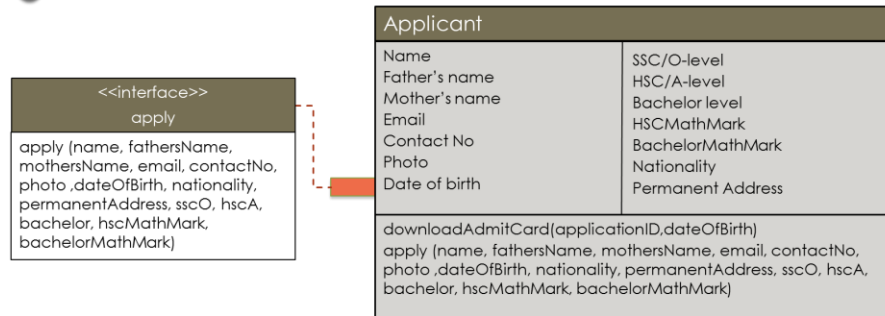 <<interface>>
apply
apply (name, fathersName,
mothersName, email, contactNo,
photo ,dateOfBirth, nationality,
permanentAddress, sscO, hscA,
bachelor, hscMathMark,
bachelorMathMark)
Applicant
Name
Father's name
Mother's name
Email
Contact No
Photo
Date of birth
SSC/O-level
HSC/A-level
Bachelor level
HSCMathMark
BachelorMathMark
Nationality
Permanent Address
downloadAdmitCard(applicationID,dateOfBirth)
apply (name, fathersName, mothersName, email, contactNo,
photo ,dateOfBirth, nationality, permanentAddress, sscO, hscA,
bachelor, hscMathMark, bachelorMathMark)